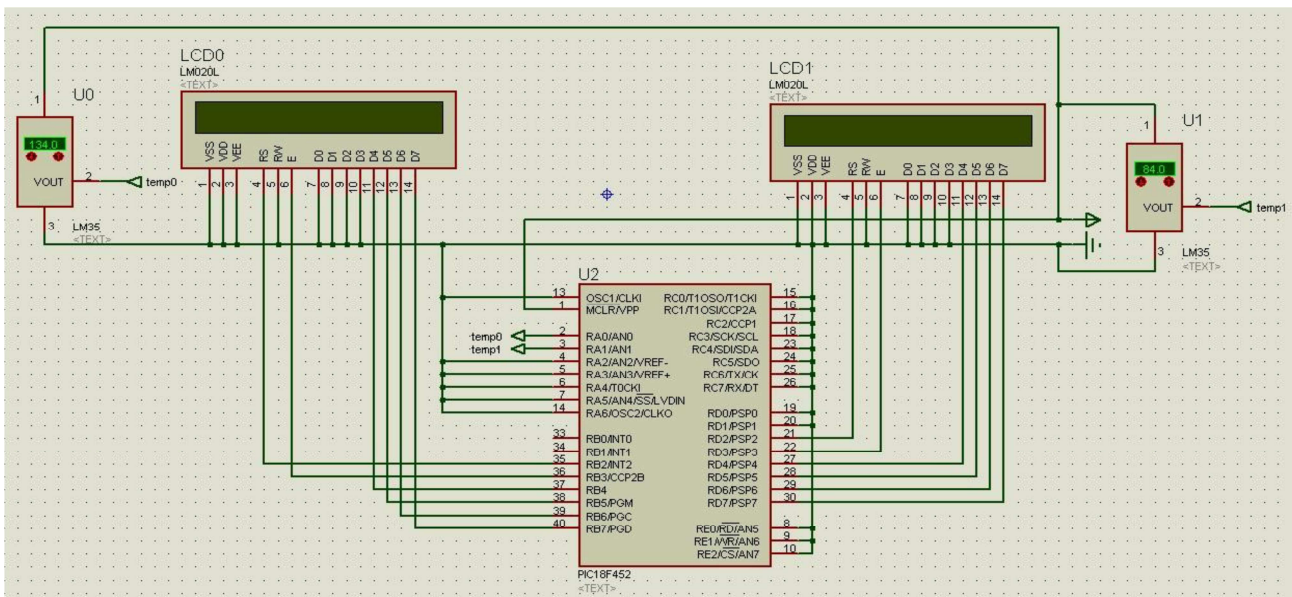 LCD0
LM020L
<TEXT>
LCD1
LM020L
<TEXT>
U0
1
134.0
VOUT
2
temp0
3
LM35
<TEXT>
VSS
VDD
VEE
RS
RW
E
D0
D1
D2
D3
D4
D5
D6
D7
1
2
3
4
5
6
7
8
9
10
11
12
13
14
VSS
VDD
VEE
RS
RW
E
D0
D1
D2
D3
D4
D5
D6
D7
1
2
3
4
5
6
7
8
9
10
11
12
13
14
U1
1
84.0
VOUT
2
temp1
3
LM35
<TEXT>
U2
13 OSC1/CLKI RC0/T1OSO/T1CKI 15
1 MCLR/VPP RC1/T1OSI/CCP2A 16
RC2/CCP1 17
temp0 2 RA0/AN0 RC3/SCK/SCL 18
temp1 3 RA1/AN1 RC4/SDI/SDA 23
4 RA2/AN2/VREF- RC5/SDO 24
5 RA3/AN3/VREF+ RC6/TX/CK 25
6 RA4/T0CKI RC7/RX/DT 26
7 RA5/AN4/SS/LVDIN
14 RA6/OSC2/CLKO RD0/PSP0 19
RD1/PSP1 20
33 RB0/INT0 RD2/PSP2 21
34 RB1/INT1 RD3/PSP3 22
35 RB2/INT2 RD4/PSP4 27
36 RB3/CCP2B RD5/PSP5 28
37 RB4 RD6/PSP6 29
38 RB5/PGM RD7/PSP7 30
39 RB6/PGC
40 RB7/PGD RE0/RD/AN5 8
RE1/WR/AN6 9
RE2/CS/AN7 10
PIC18F452
<TEXT>